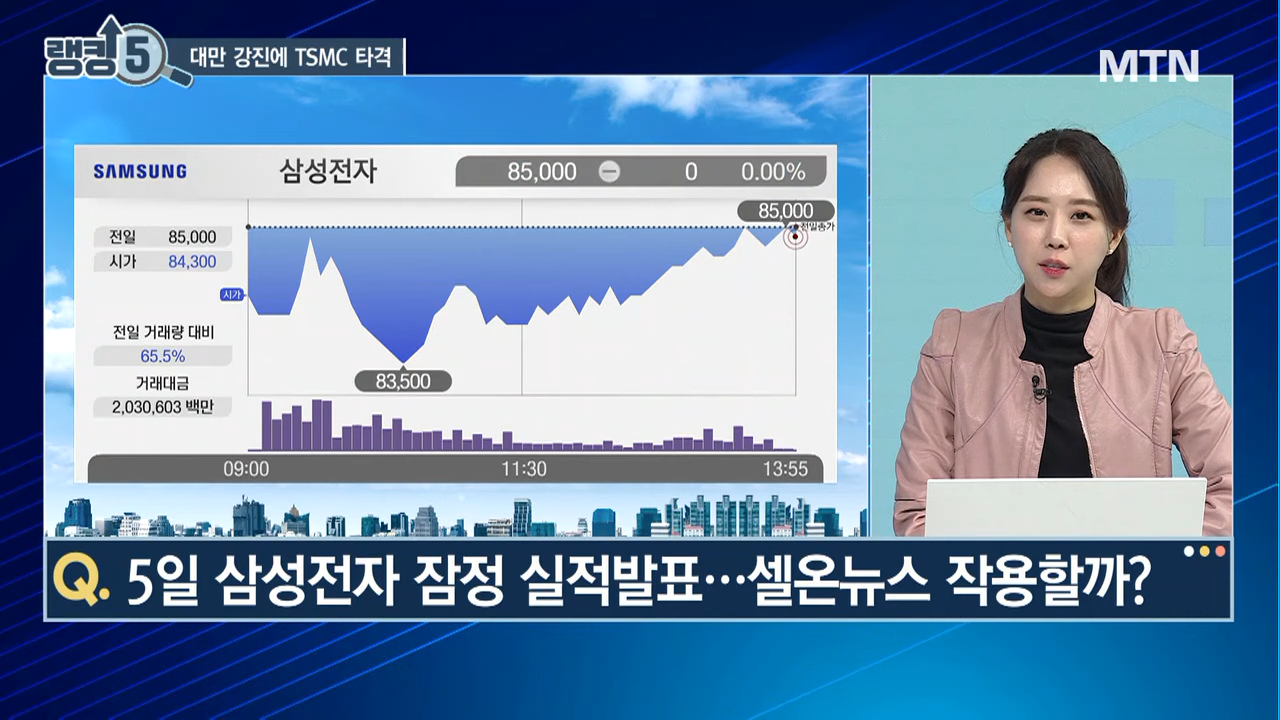 랭킹5
대만 강진에 TSMC 타격
MTN
SAMSUNG 삼성전자 85,000 0 0.00%
85,000
전일종가
전일 85,000
시가 84,300
시가
전일 거래량 대비
65.5%
83,500
거래대금
2,030,603 백만
09:00 11:30 13:55
Q. 5일 삼성전자 잠정 실적발표…셀온뉴스 작용할까?